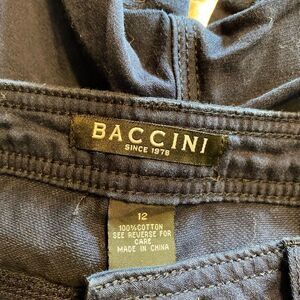 BACCINI
SINCE 1978
12
100%COTTON
SEE REVERSE FOR
CARE
MADE IN CHINA